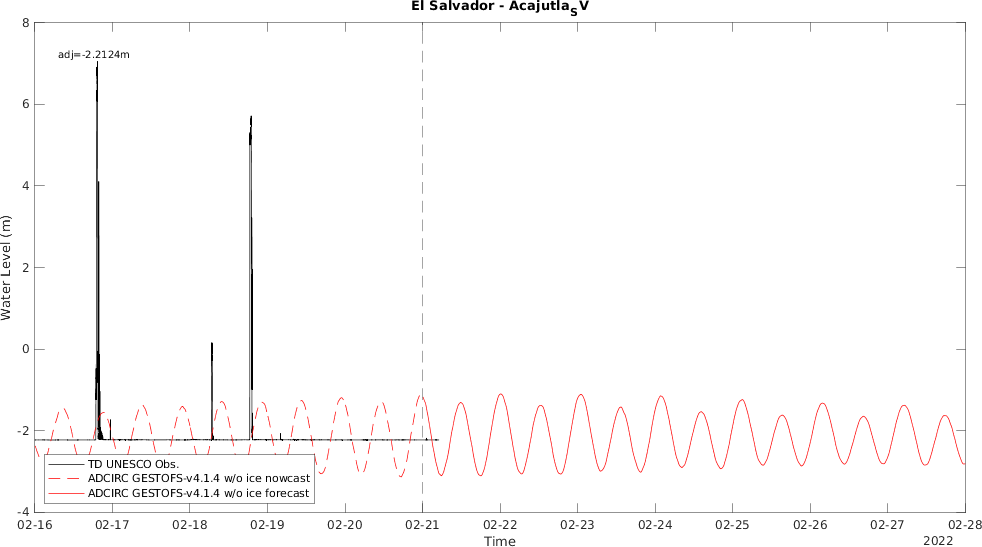 El Salvador - AcajutlaSV
adj=-2.2124m
8
6
4
2
0
-2
-4
Water Level (m)
TD UNESCO Obs.
ADCIRC GESTOFS-v4.1.4 w/o ice nowcast
ADCIRC GESTOFS-v4.1.4 w/o ice forecast
02-16 02-17 02-18 02-19 02-20 02-21 02-22 02-23 02-24 02-25 02-26 02-27 02-28
Time
2022